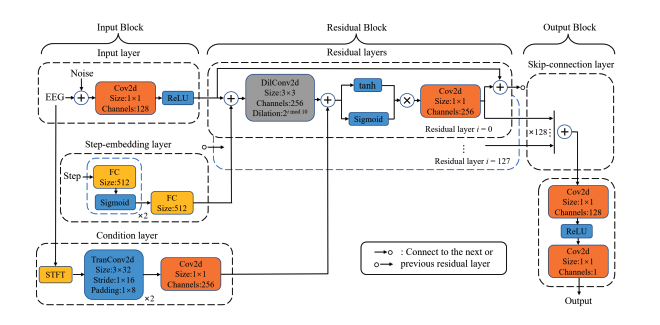 Input Block
Residual Block
Output Block
Input layer
Residual layers
Skip-connection layer
Noise
EEG
Cov2d
Size:1×1
Channels:128
ReLU
DilConv2d
Size:3×3
Channels:256
Dilation:2^i mod 10
tanh
Sigmoid
Cov2d
Size:1×1
Channels:256
Residual layer i = 0
Residual layer i = 127
×128
Step-embedding layer
Step
FC
Size:512
Sigmoid
×2
FC
Size:512
Condition layer
STFT
TranConv2d
Size:3×32
Stride:1×16
Padding:1×8
×2
Cov2d
Size:1×1
Channels:256
: Connect to the next or
previous residual layer
Cov2d
Size:1×1
Channels:128
ReLU
Cov2d
Size:1×1
Channels:1
Output